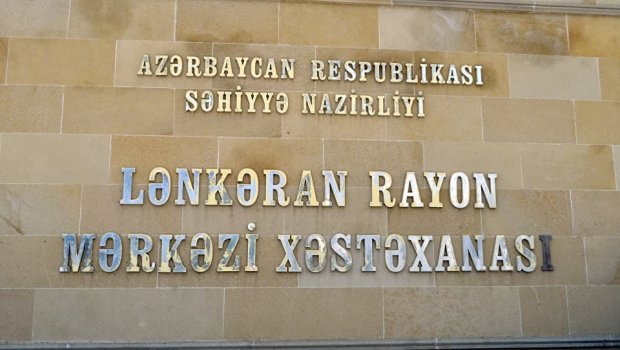 AZƏRBAYCAN RESPUBLİKASI
SƏHİYYƏ NAZİRLİYİ
LƏNKƏRAN RAYON
MƏRKƏZİ XƏSTƏXANASI